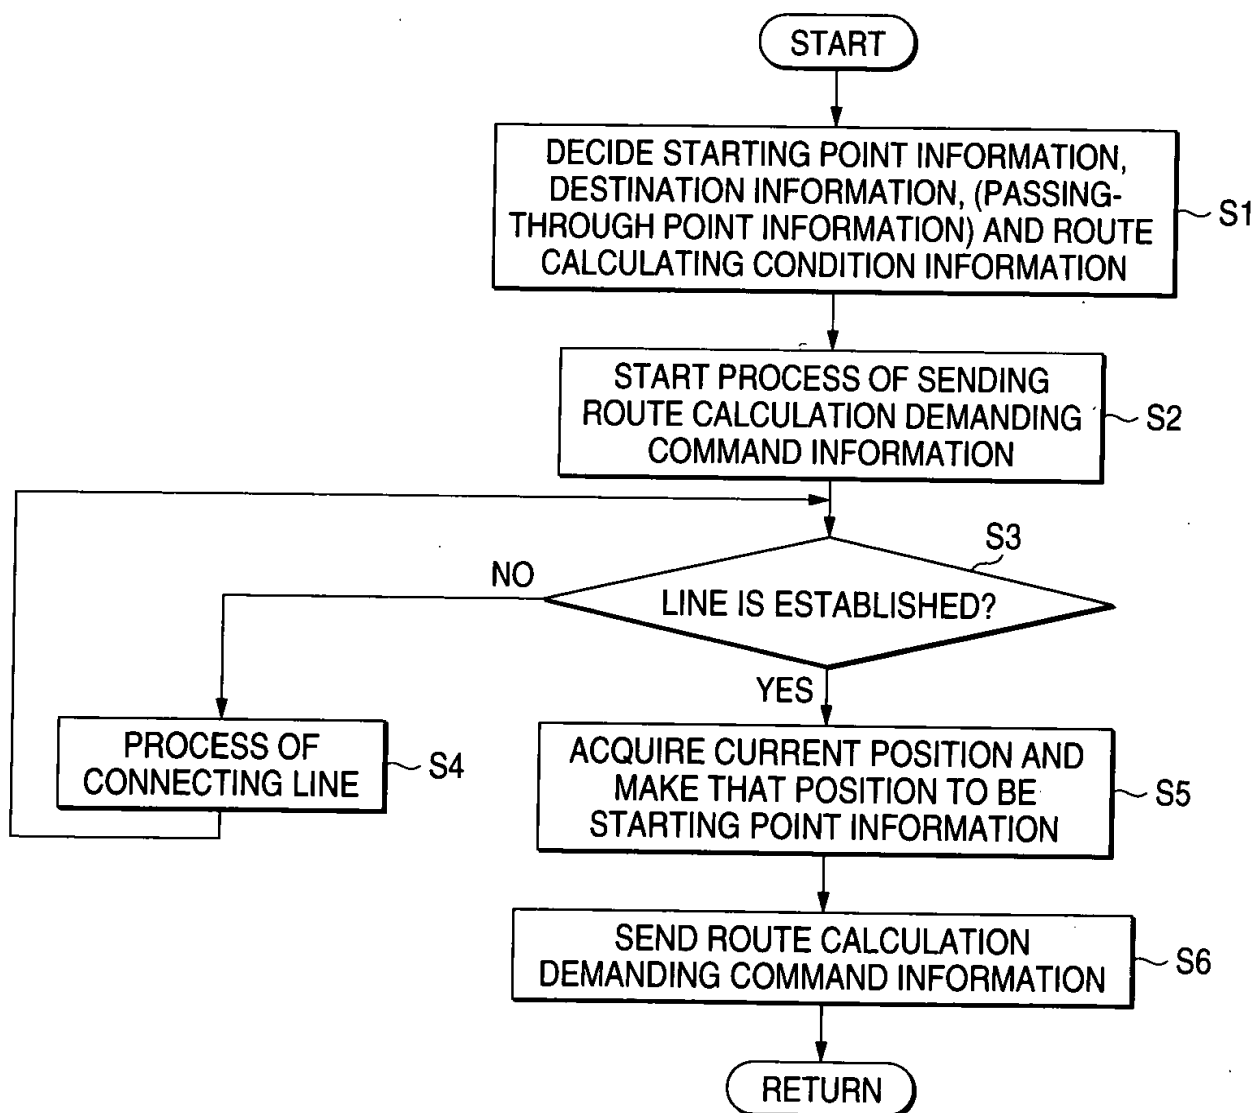 START
DECIDE STARTING POINT INFORMATION,
DESTINATION INFORMATION, (PASSING-
THROUGH POINT INFORMATION) AND ROUTE
CALCULATING CONDITION INFORMATION
S1
START PROCESS OF SENDING
ROUTE CALCULATION DEMANDING
COMMAND INFORMATION
S2
S3
NO
LINE IS ESTABLISHED?
YES
PROCESS OF
CONNECTING LINE
S4
ACQUIRE CURRENT POSITION AND
MAKE THAT POSITION TO BE
STARTING POINT INFORMATION
S5
SEND ROUTE CALCULATION
DEMANDING COMMAND INFORMATION
S6
RETURN